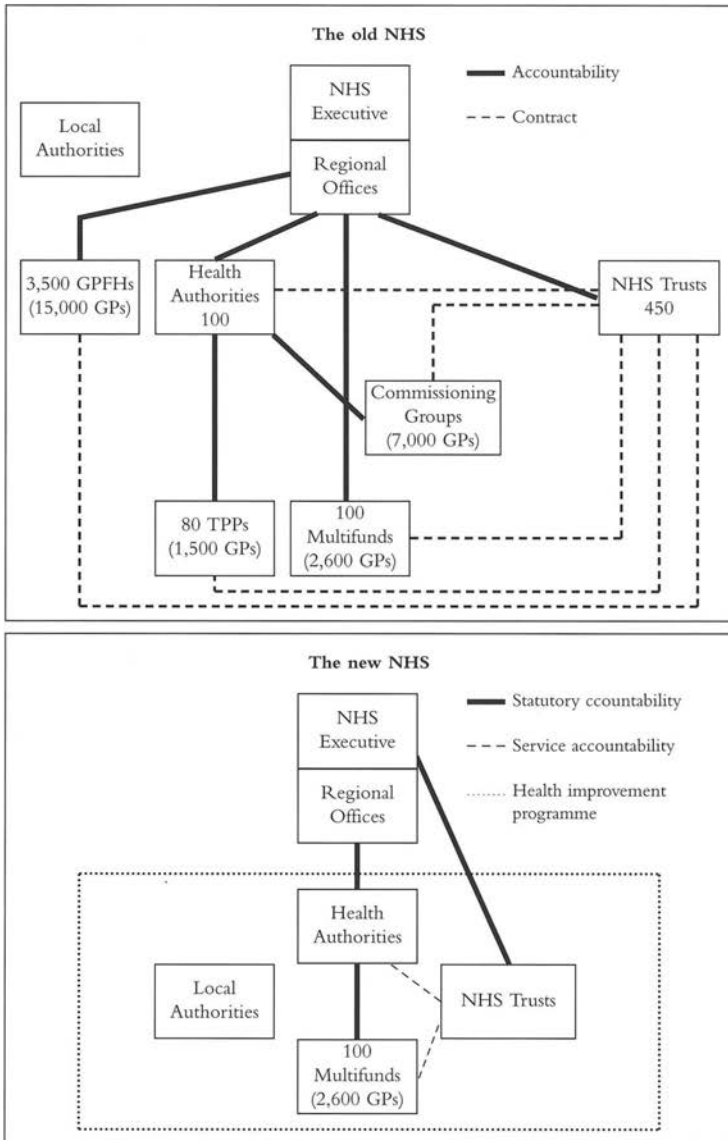 The old NHS
Accountability
Contract
NHS
Executive
Regional
Offices
Local
Authorities
3,500 GPFHs
(15,000 GPs)
Health
Authorities
100
NHS Trusts
450
Commissioning
Groups
(7,000 GPs)
80 TPPs
(1,500 GPs)
100
Multifunds
(2,600 GPs)
The new NHS
Statutory ccountability
Service accountability
Health improvement
programme
NHS
Executive
Regional
Offices
Health
Authorities
Local
Authorities
NHS Trusts
100
Multifunds
(2,600 GPs)